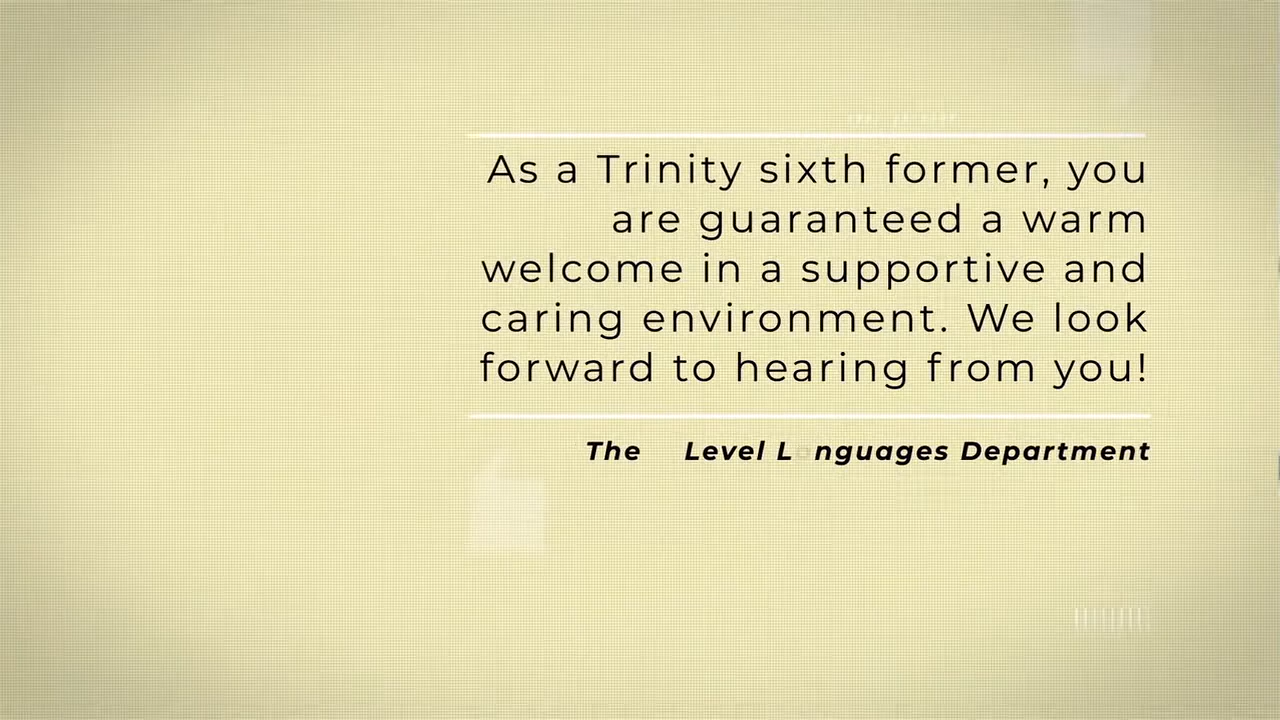 As a Trinity sixth former, you
are guaranteed a warm
welcome in a supportive and
caring environment. We look
forward to hearing from you!
The Level L nguages Department